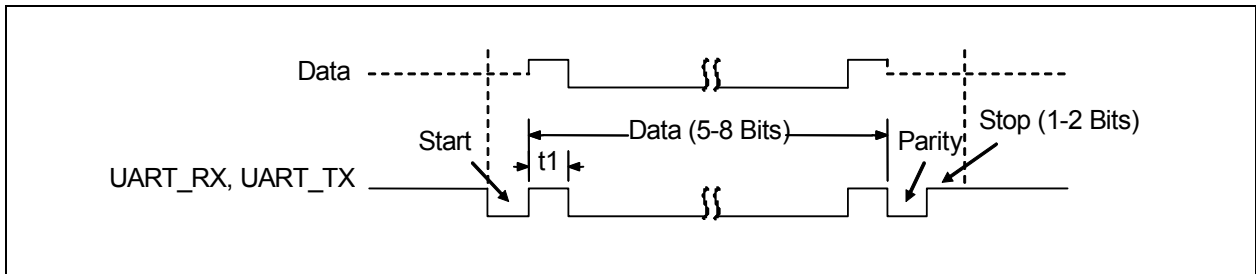 Data
Data (5-8 Bits)
Stop (1-2 Bits)
Start
Parity
t1
UART_RX, UART_TX